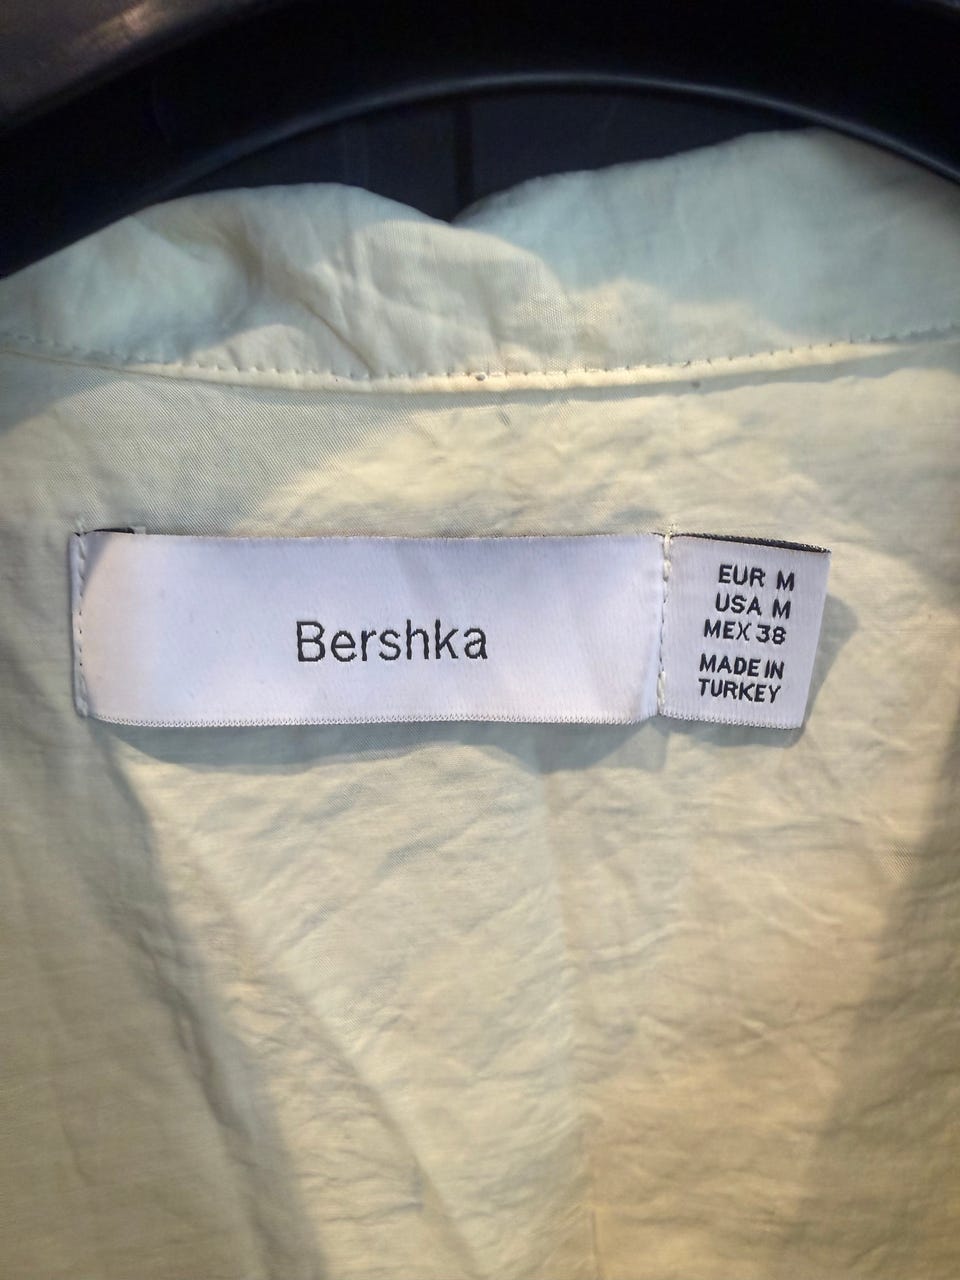 Bershka
EUR M
USA M
MEX 38
MADE IN
TURKEY